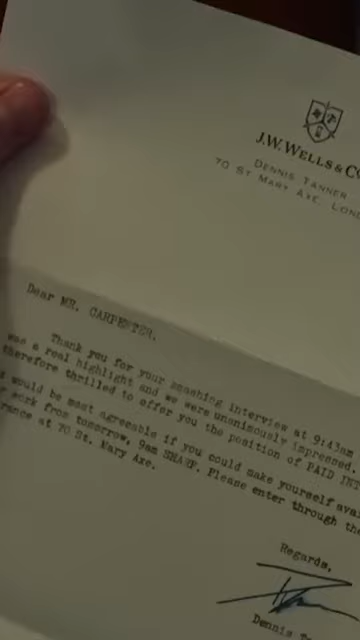 J.W. WELLS & CO
DENNIS TANNER
70 ST MARY AXE, LON
Dear MR. CARPENTER,
Thank you for your smashing interview at 9:43am
was a real highlight and we were unanimously impressed.
therefore thrilled to offer you the position of PAID INT
would be most agreeable if you could make yourself avai
work from tomorrow, 9am SHARP. Please enter through the
rance at 70 St. Mary Axe.
Regards,
Dennis